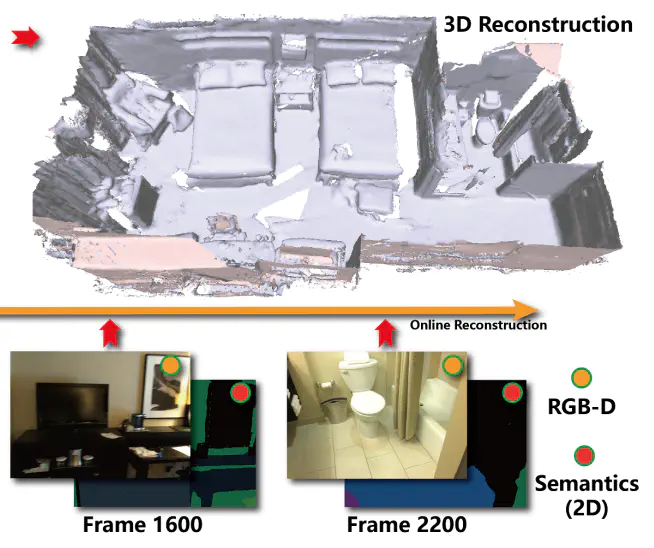 3D Reconstruction
Online Reconstruction
RGB-D
Semantics
(2D)
Frame 1600
Frame 2200